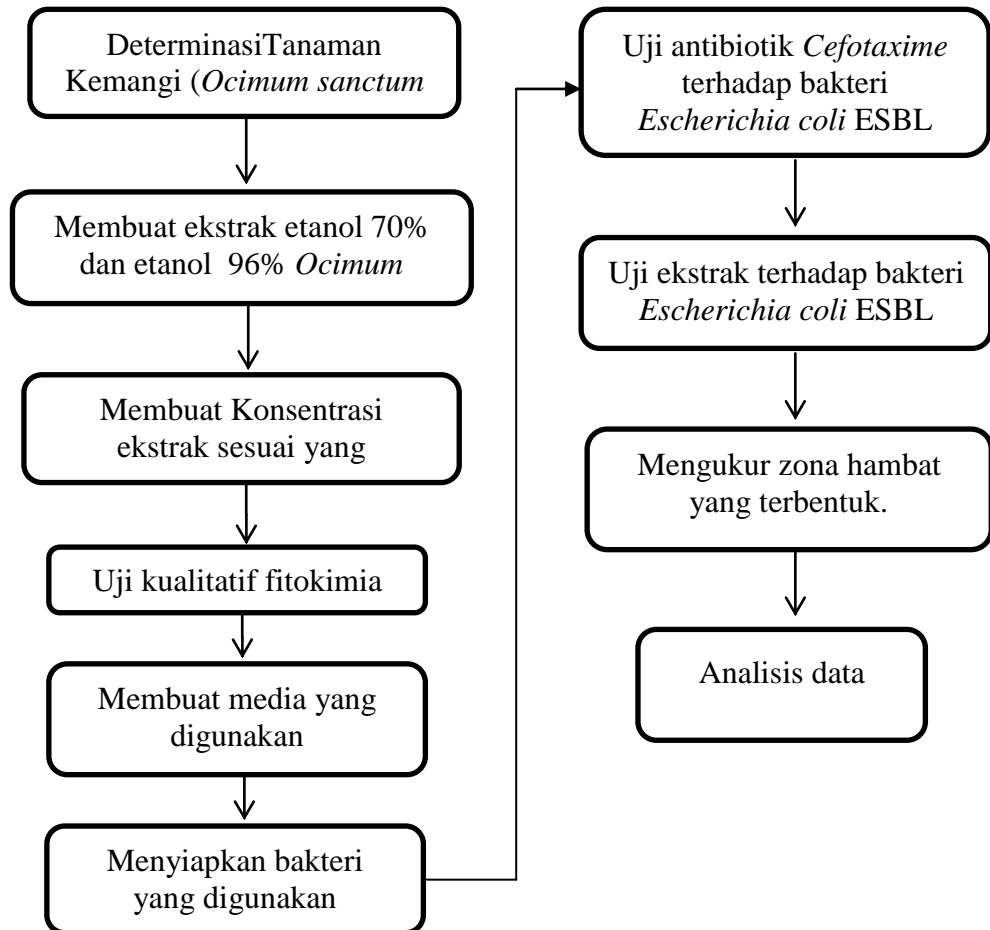 DeterminasiTanaman
Kemangi (Ocimum sanctum
Membuat ekstrak etanol 70%
dan etanol 96% Ocimum
Membuat Konsentrasi
ekstrak sesuai yang
Uji kualitatif fitokimia
Membuat media yang
digunakan
Menyiapkan bakteri
yang digunakan
Uji antibiotik Cefotaxime
terhadap bakteri
Escherichia coli ESBL
Uji ekstrak terhadap bakteri
Escherichia coli ESBL
Mengukur zona hambat
yang terbentuk.
Analisis data